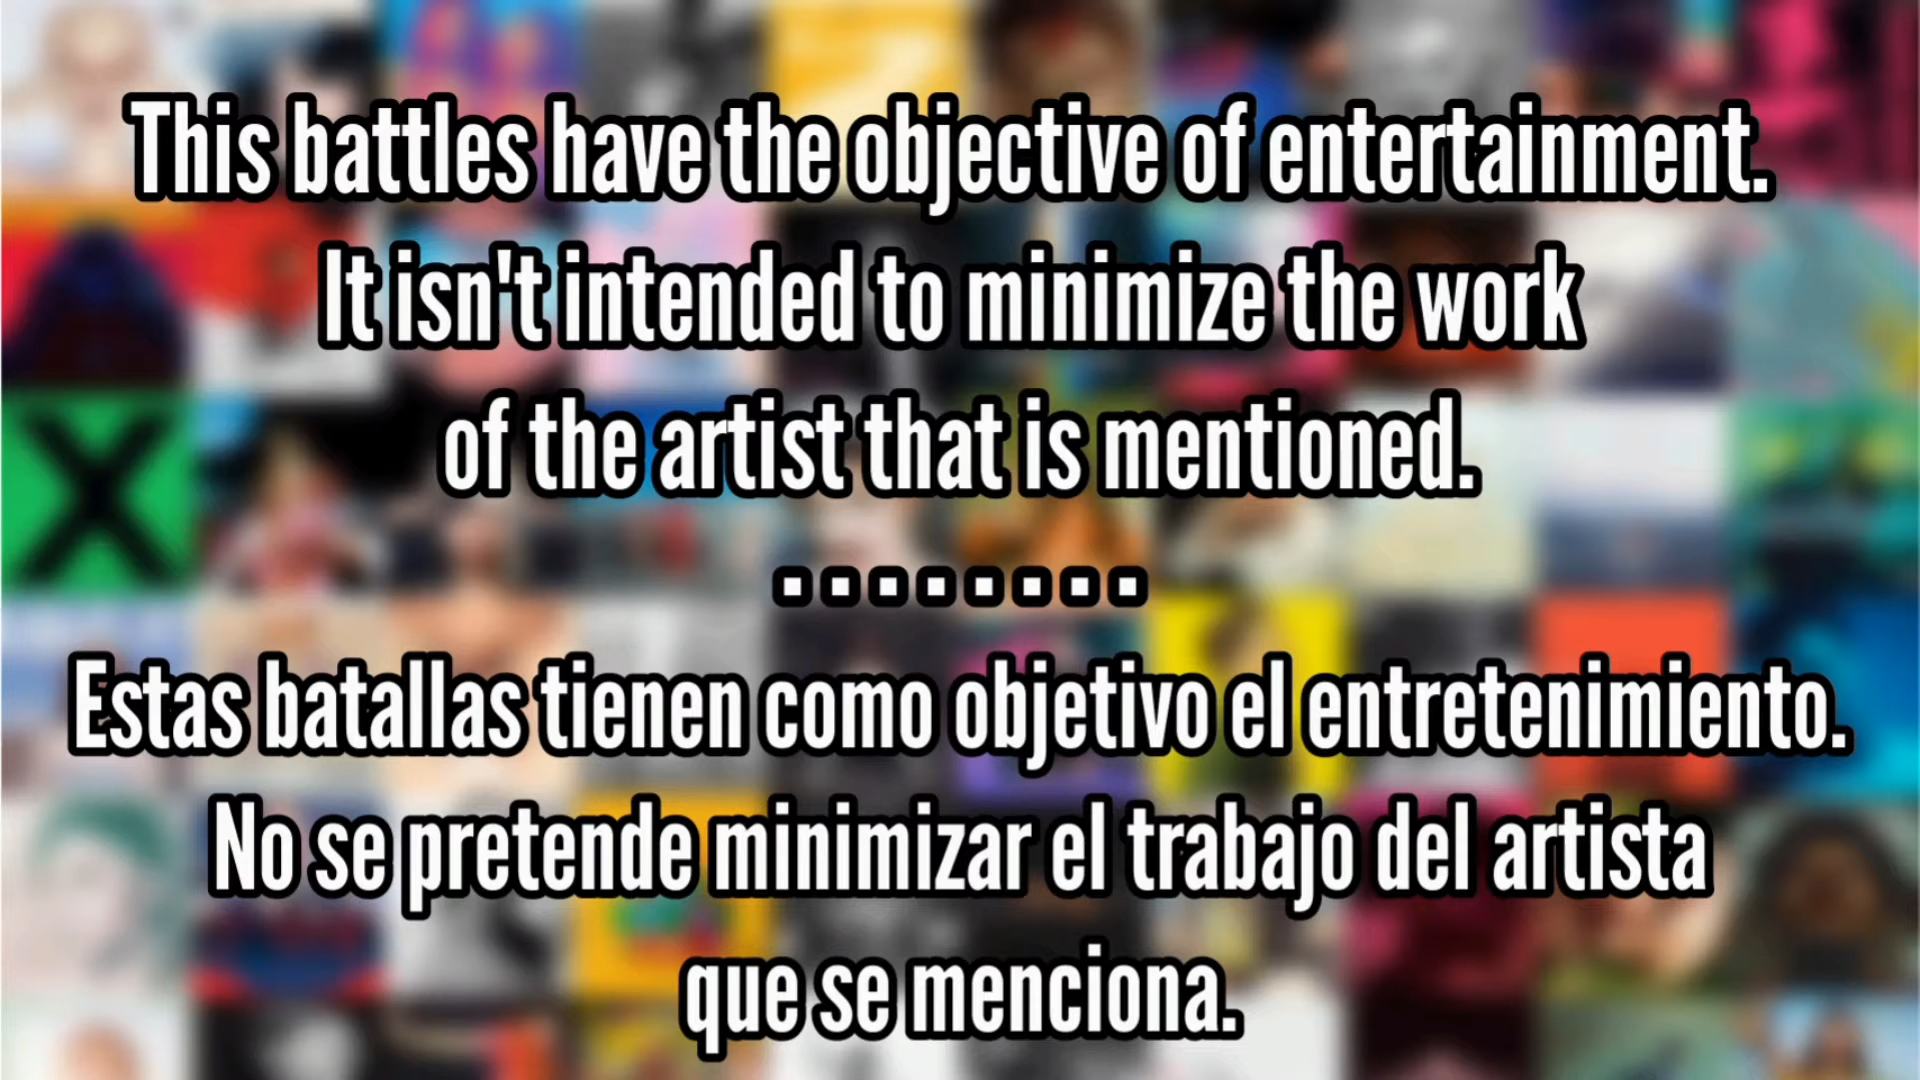 This battles have the objective of entertainment.
It isn't intended to minimize the work
of the artist that is mentioned.
........
Estas batallas tienen como objetivo el entretenimiento.
No se pretende minimizar el trabajo del artista
que se menciona.